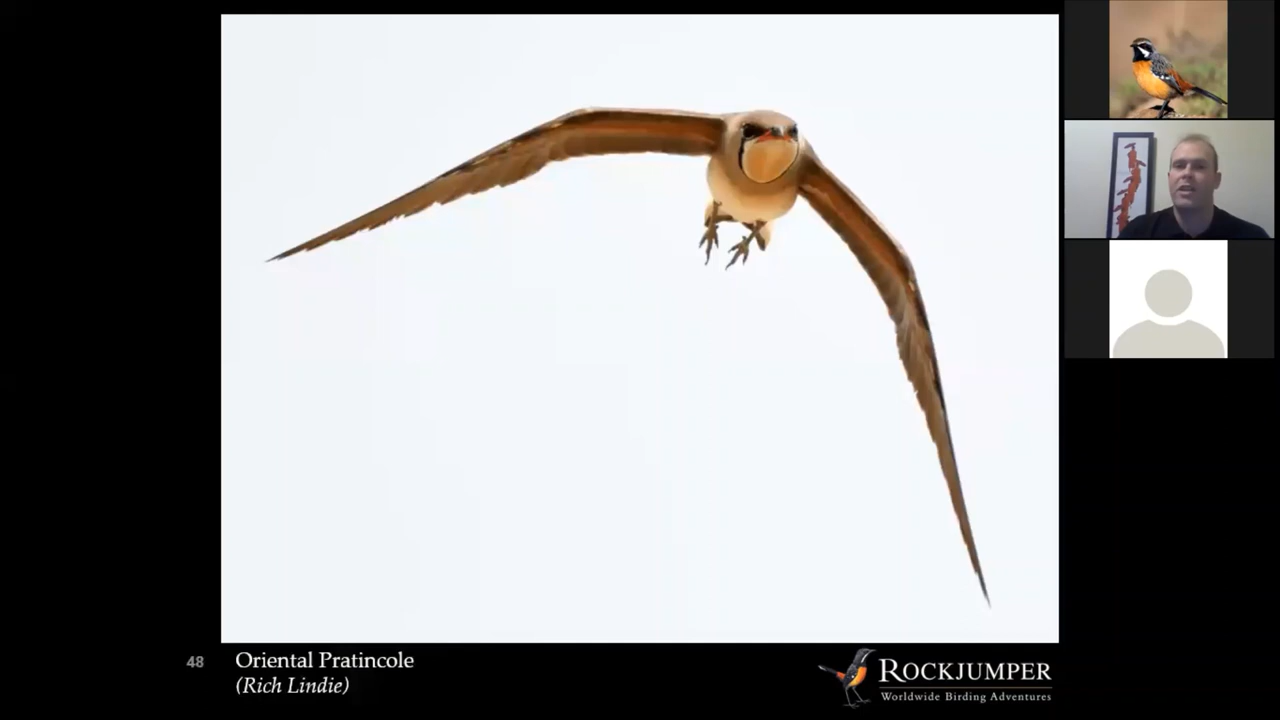 48
Oriental Pratincole
(Rich Lindie)
ROCKJUMPER
Worldwide Birding Adventures